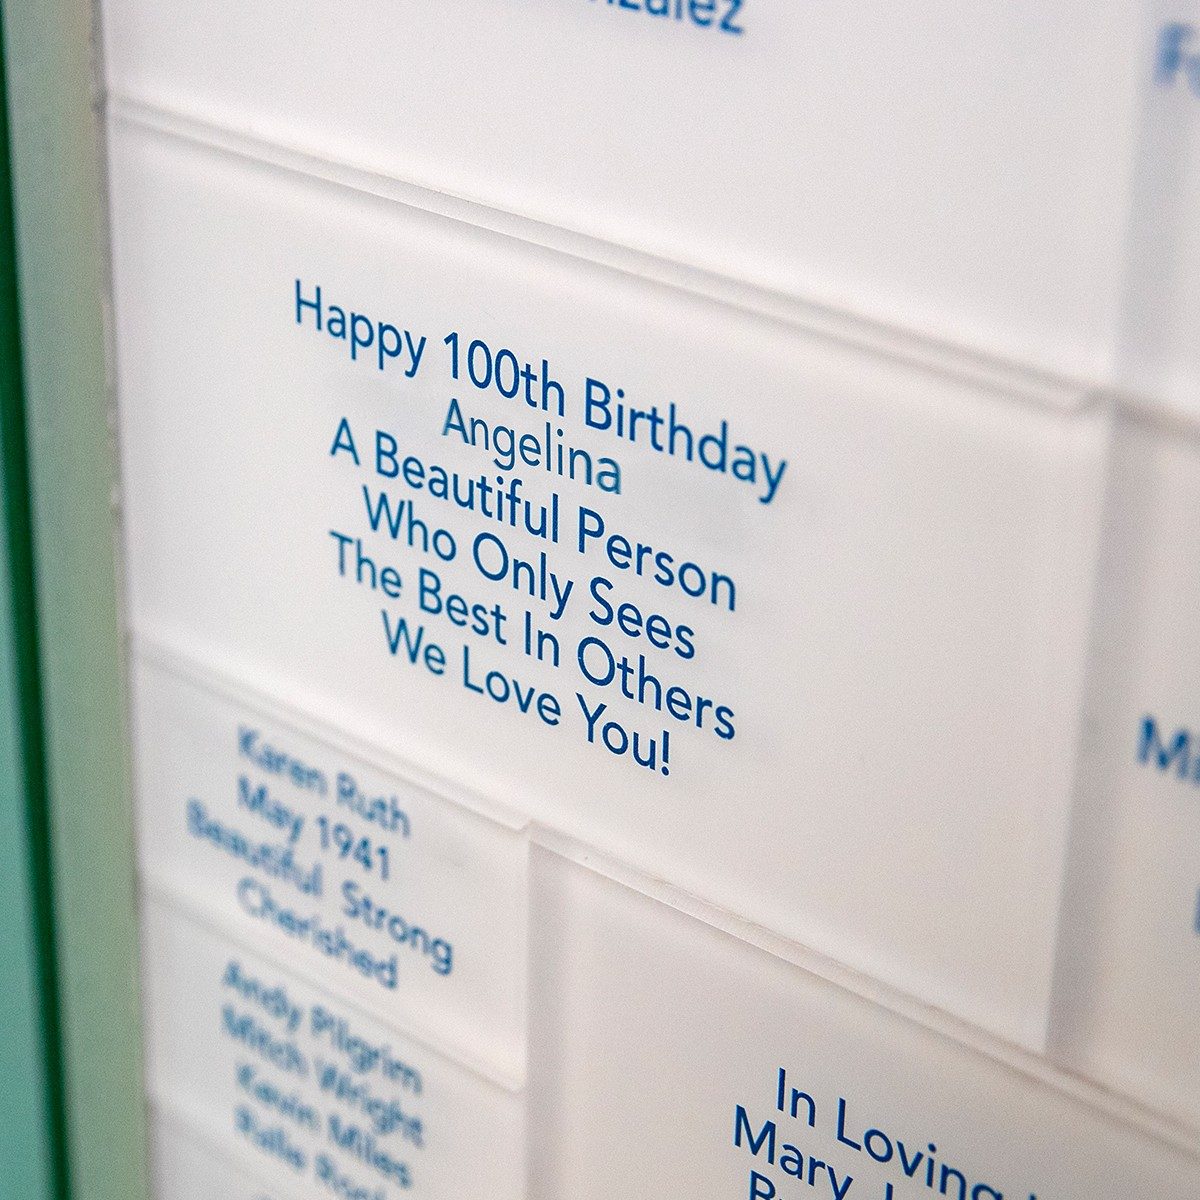 Happy 100th Birthday
Angelina
A Beautiful Person
Who Only Sees
The Best In Others
We Love You!
Karen Ruth
May 1941
Beautiful Strong
Cherished
Andy Pilgrim
Mitch Wright
Kevin Miles
In Loving
Mary